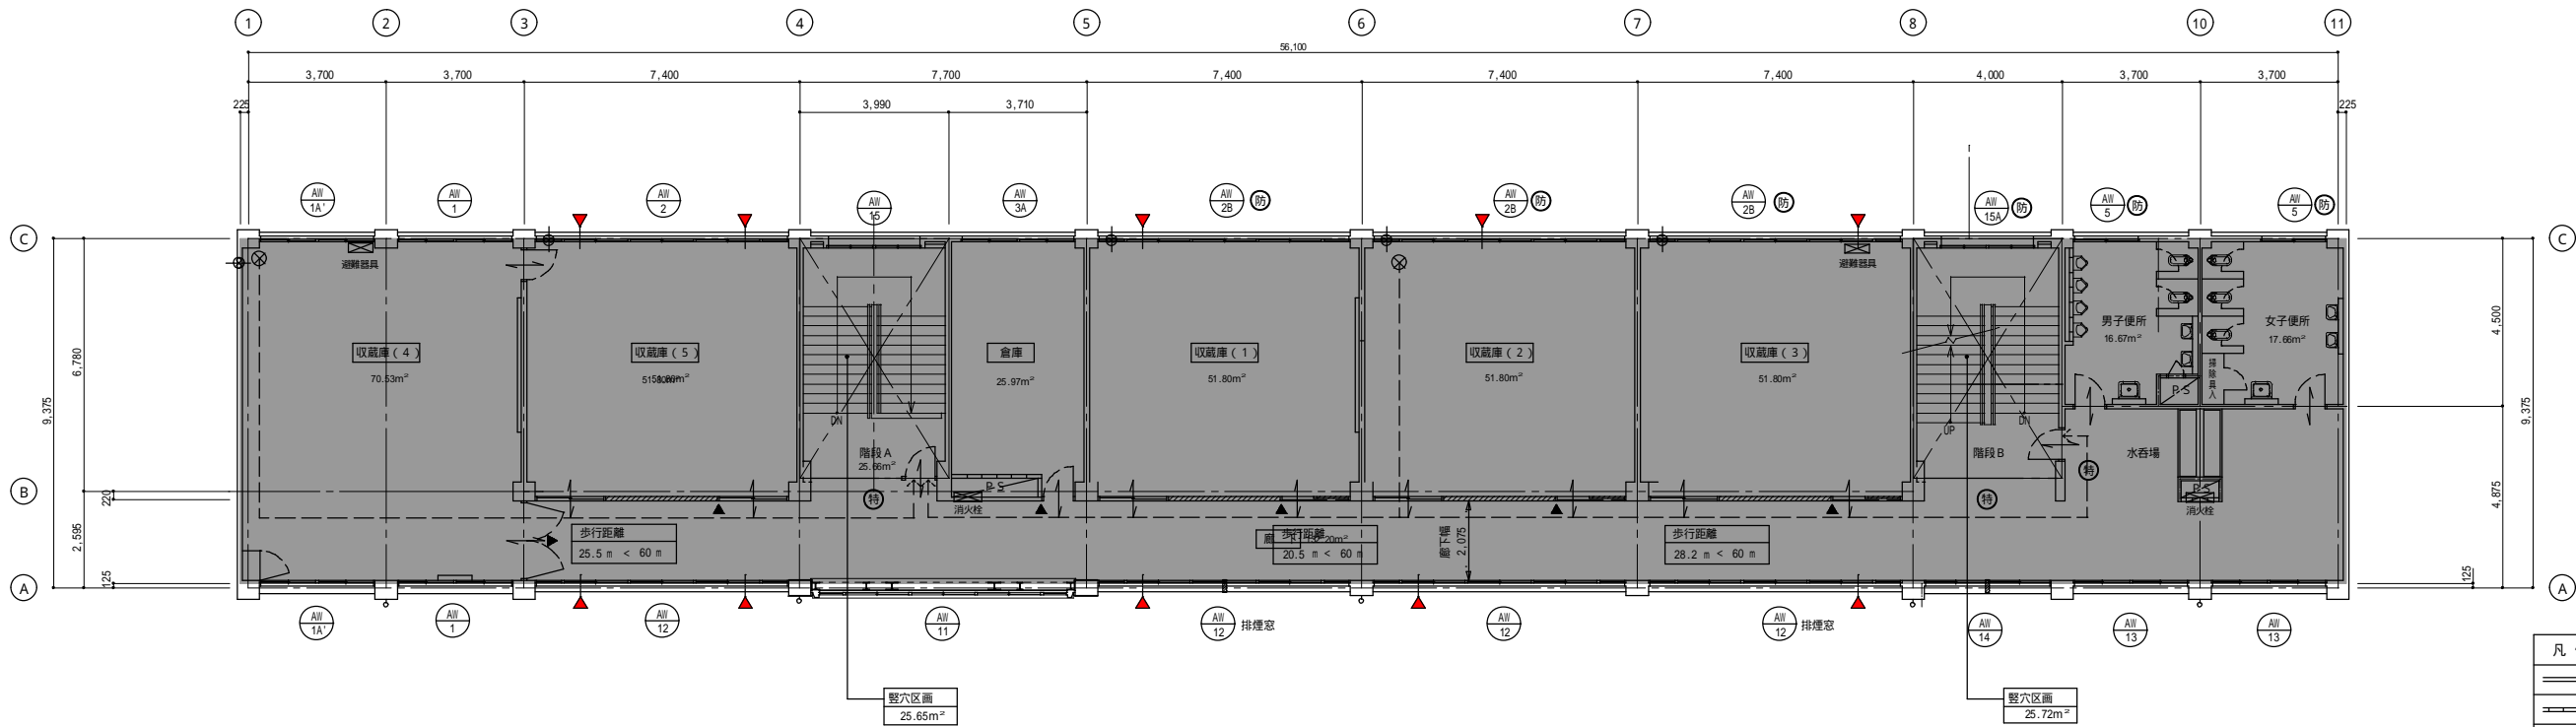 1 2 3 4 5 6 7 8 10 11
56,100
3,700 3,700 7,400 7,700 7,400 7,400 7,400 4,000 3,700 3,700
225 3,990 3,710 225
AW 1A' AW 1 AW 2 AW 15 AW 3A AW 2B 防 AW 2B 防 AW 2B 防 AW 15A 防 AW 5 防 AW 5 防
C C
避難器具 避難器具
6,780 9,375 220 2,595 125
4,500 9,375 4,875 125
収蔵庫(4)
70.53m²
収蔵庫(5)
倉庫
25.97m²
収蔵庫(1)
51.80m²
収蔵庫(2)
51.80m²
収蔵庫(3)
51.80m²
男子便所
16.67m²
女子便所
17.66m²
掃除具入
PS
DN
UP DN
階段A
25.66m²
階段B
水呑場
PS
PS
特 特 特
B B
消火栓 消火栓
歩行距離
25.5 m < 60 m
歩行距離
20.5 m < 60 m
廊下幅
2,075
歩行距離
28.2 m < 60 m
A A
AW 1A' AW 1 AW 12 AW 11 AW 12 排煙窓 AW 12 AW 12 排煙窓 AW 14 AW 13 AW 13
竪穴区画
25.65m²
竪穴区画
25.72m²
凡